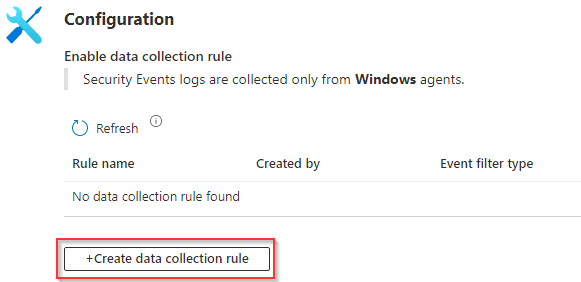 Configuration
Enable data collection rule
Security Events logs are collected only from Windows agents.
Refresh
Rule name Created by Event filter type
No data collection rule found
+Create data collection rule